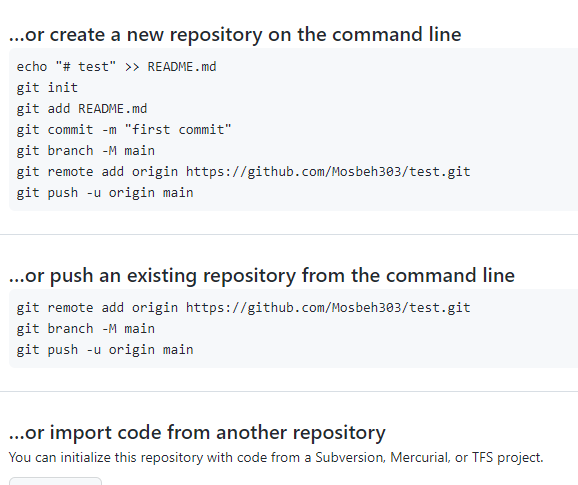 ...or create a new repository on the command line
echo "# test" >> README.md
git init
git add README.md
git commit -m "first commit"
git branch -M main
git remote add origin https://github.com/Mosbeh303/test.git
git push -u origin main
...or push an existing repository from the command line
git remote add origin https://github.com/Mosbeh303/test.git
git branch -M main
git push -u origin main
...or import code from another repository
You can initialize this repository with code from a Subversion, Mercurial, or TFS project.